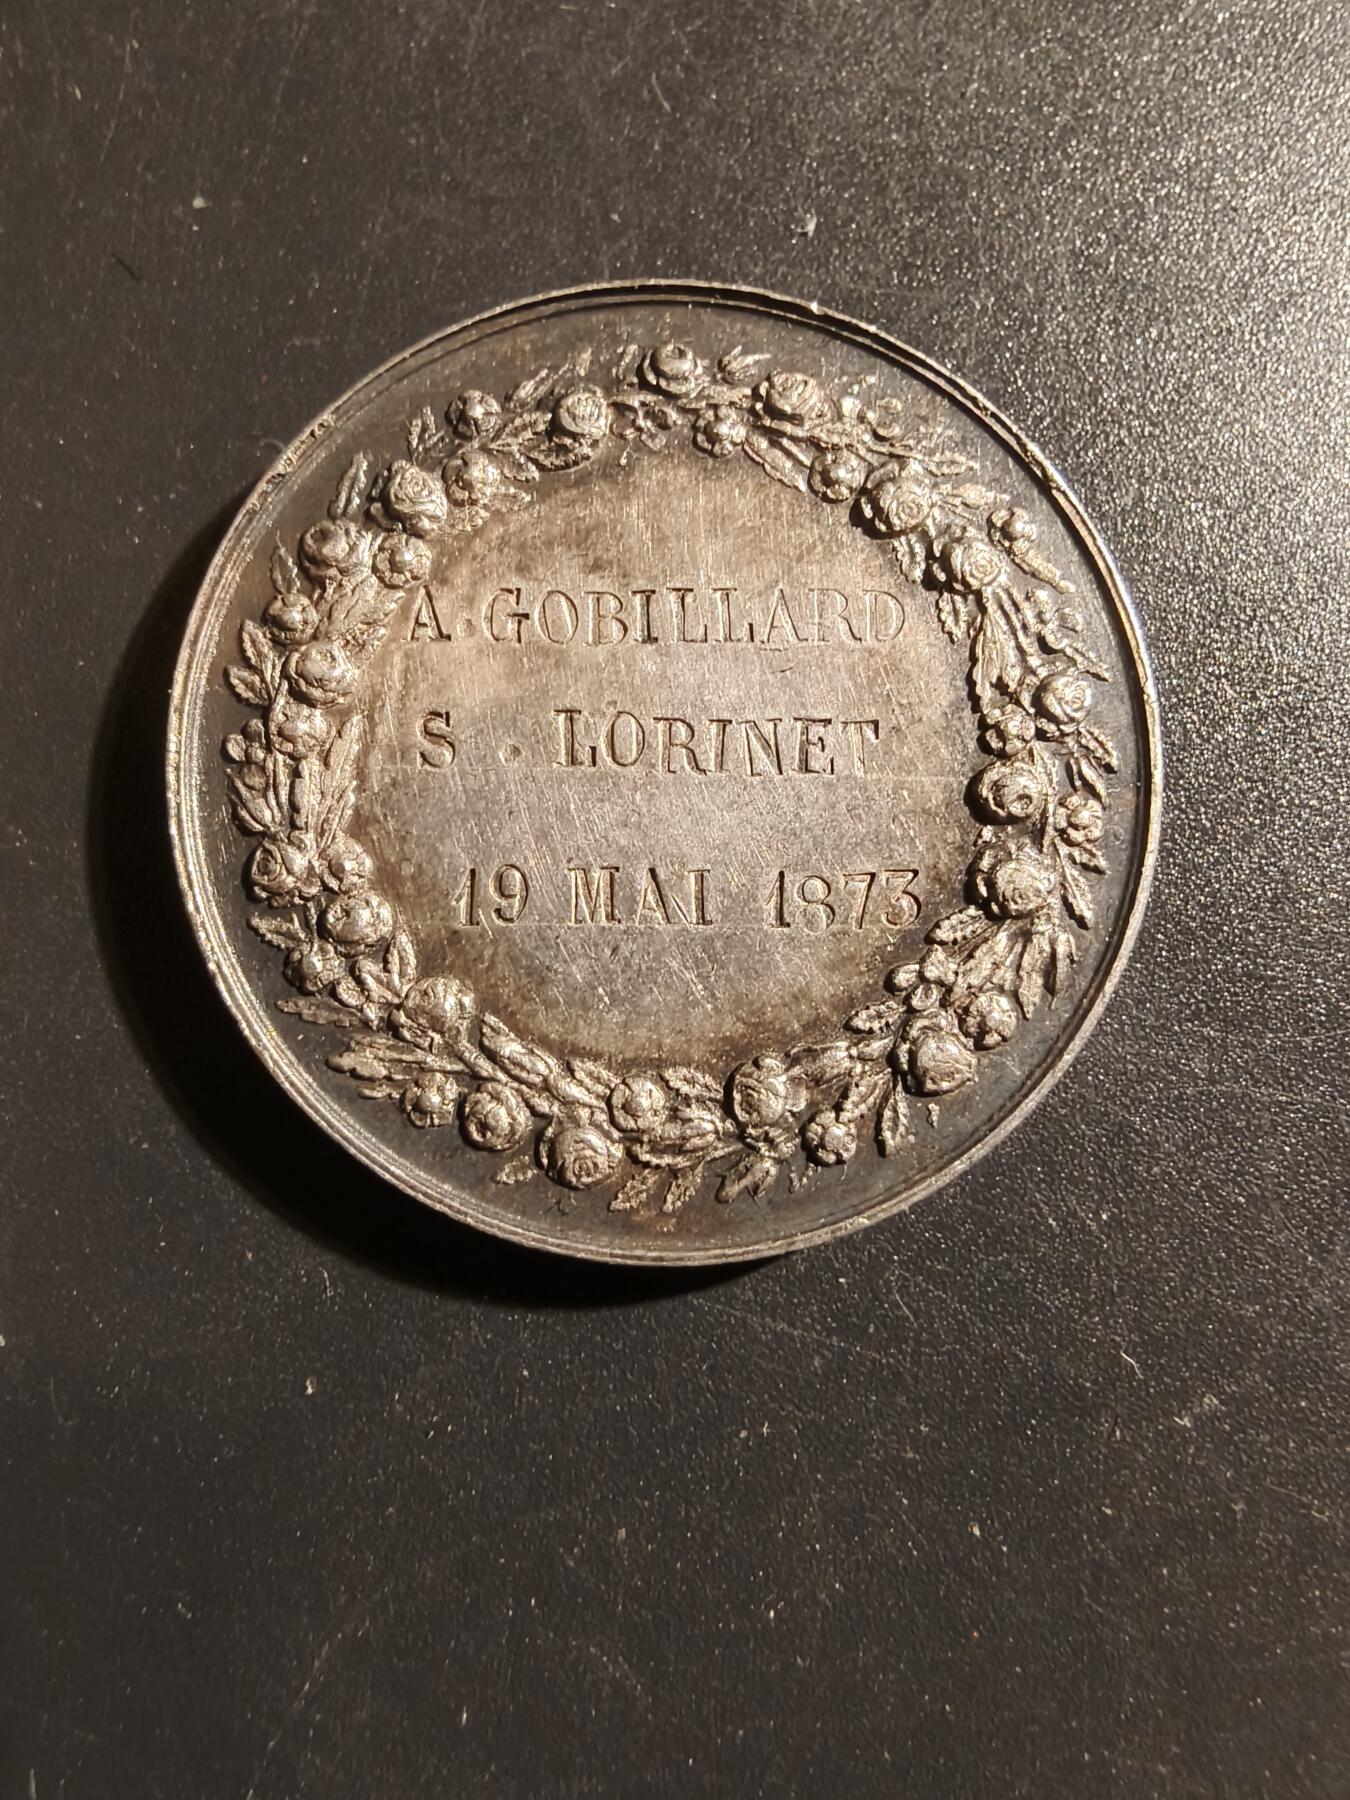 A. GOBILLARD
S. LORINET
19 MAI 1873